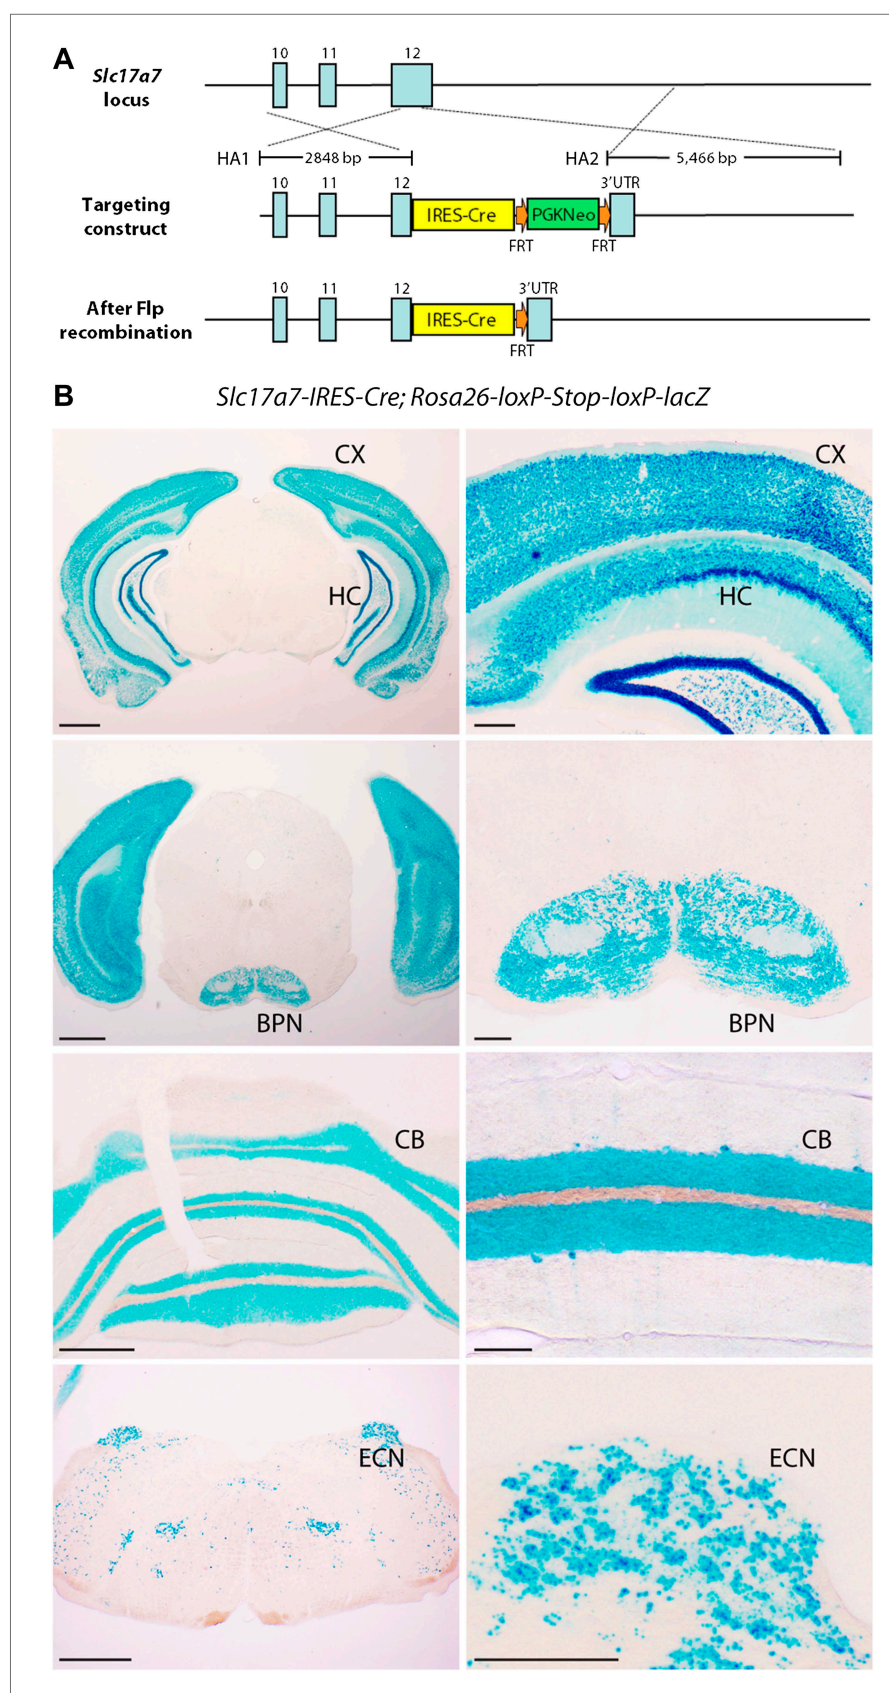 A
Slc17a7
locus
10 11 12
HA1 2848 bp HA2 5,466 bp
Targeting
construct
10 11 12 3'UTR
IRES-Cre PGKNeo
FRT FRT
After Flp
recombination
10 11 12 3'UTR
IRES-Cre
FRT
B
Slc17a7-IRES-Cre; Rosa26-loxP-Stop-loxP-lacZ
CX CX
HC HC
BPN BPN
CB CB
ECN ECN